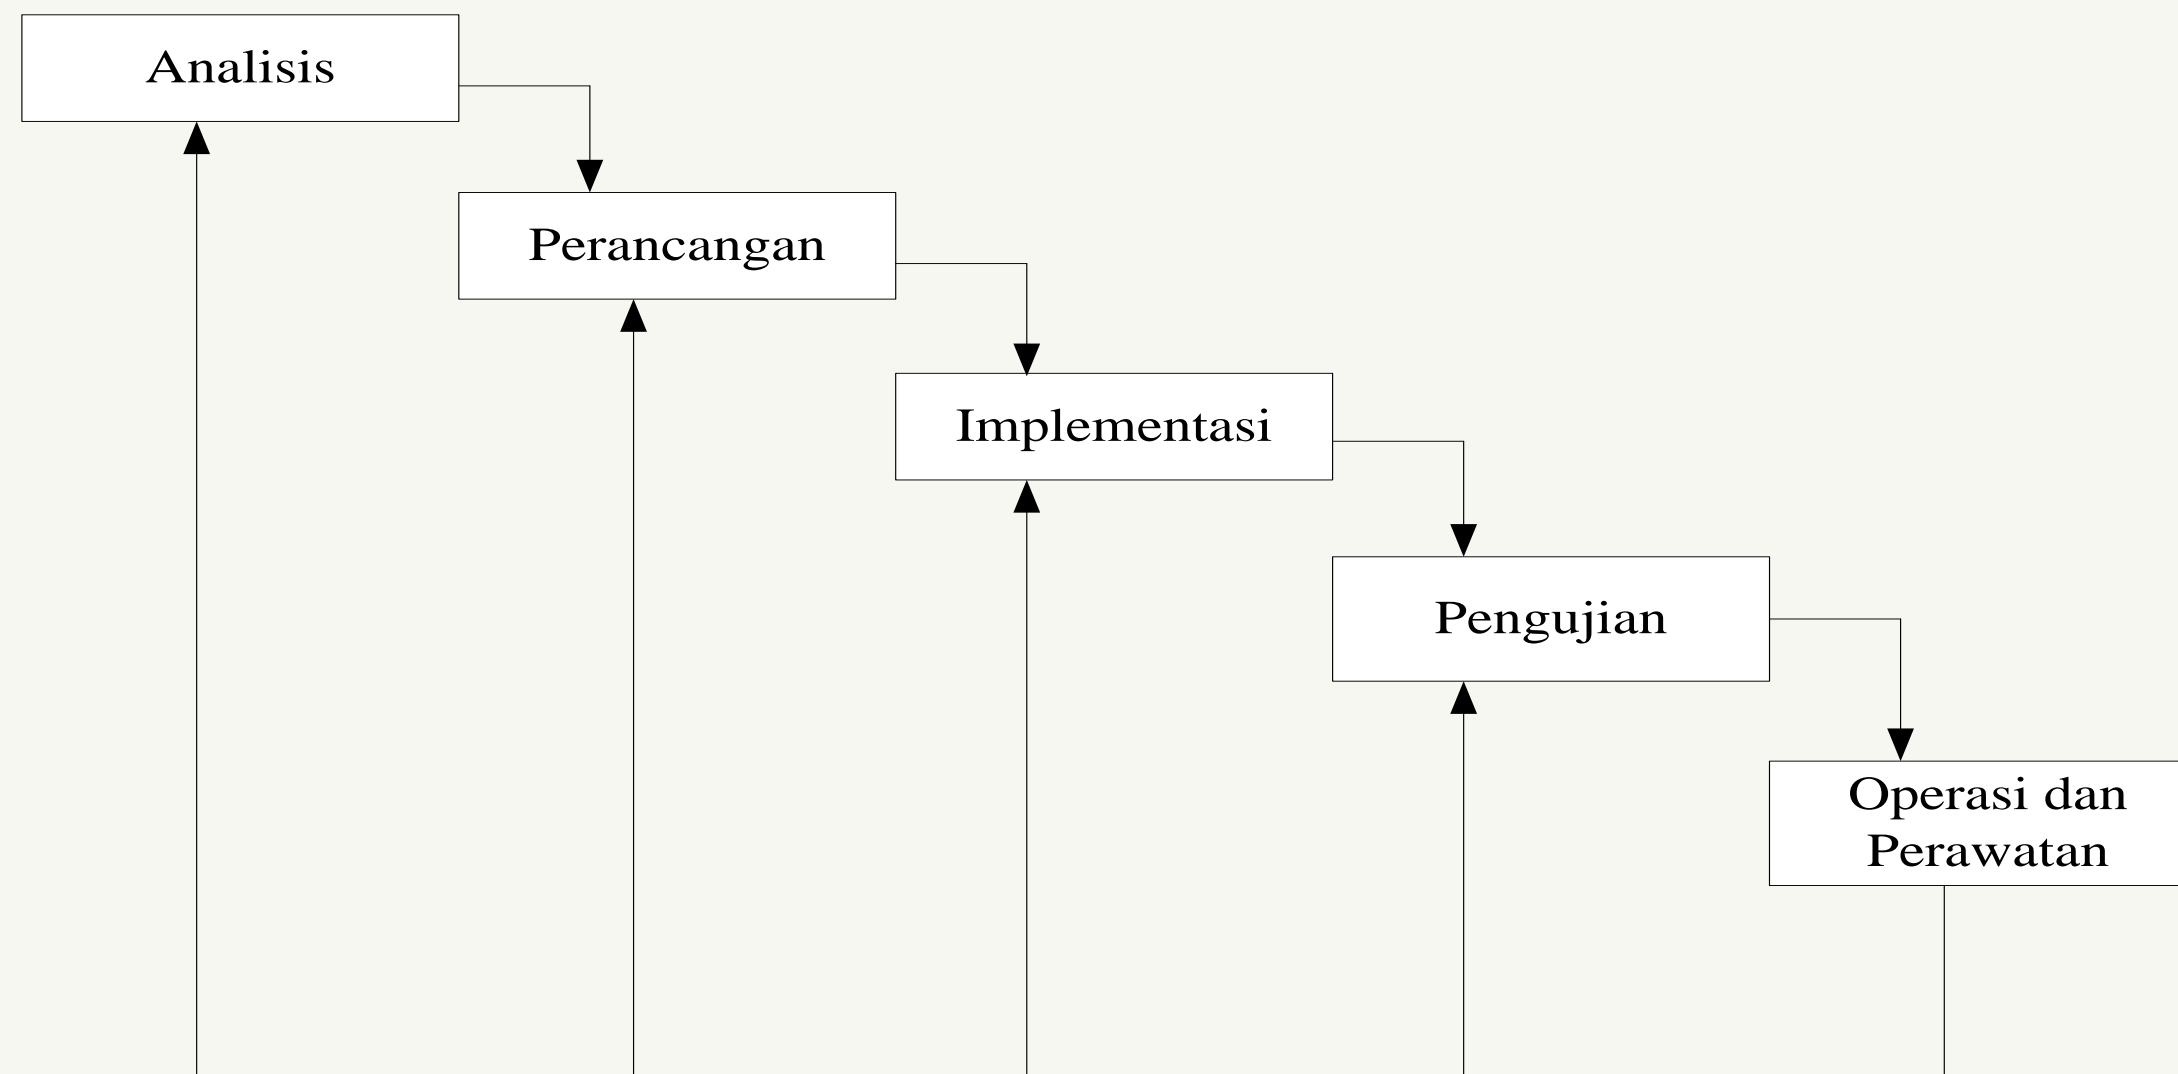 Analisis
Perancangan
Implementasi
Pengujian
Operasi dan
Perawatan